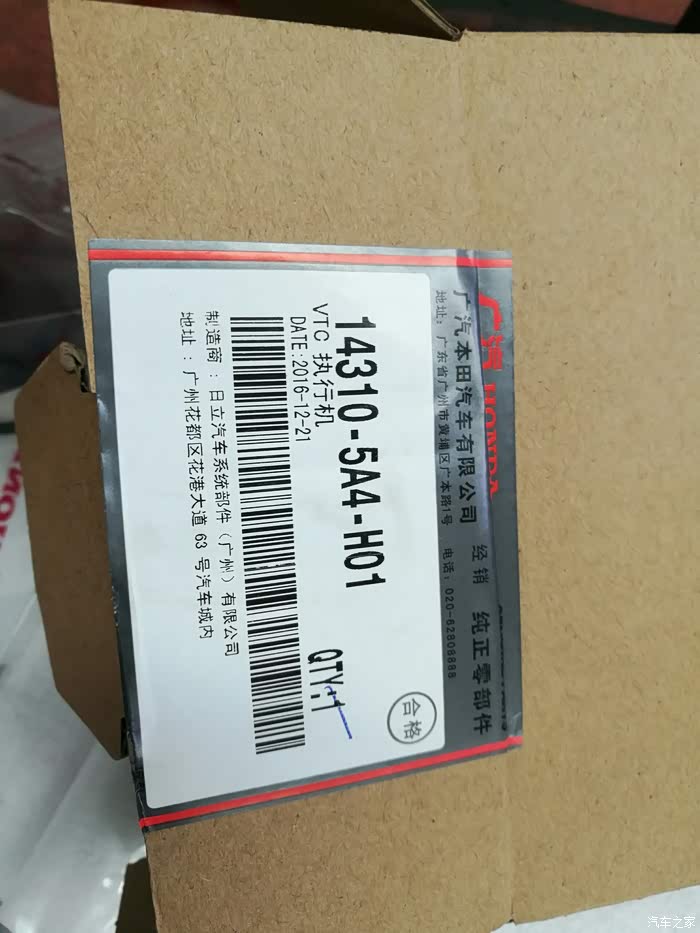 广汽 HONDA
纯正零部件
广汽本田汽车有限公司 经销
地址：广东省广州市黄埔区广本路1号 电话：020-62808888
合格
14310-5A4-H01
VTC 执行机
QTY:1
DATE:2016-12-21
制造商：日立汽车系统部件（广州）有限公司
地址：广州花都区花港大道 63 号汽车城内
汽车之家